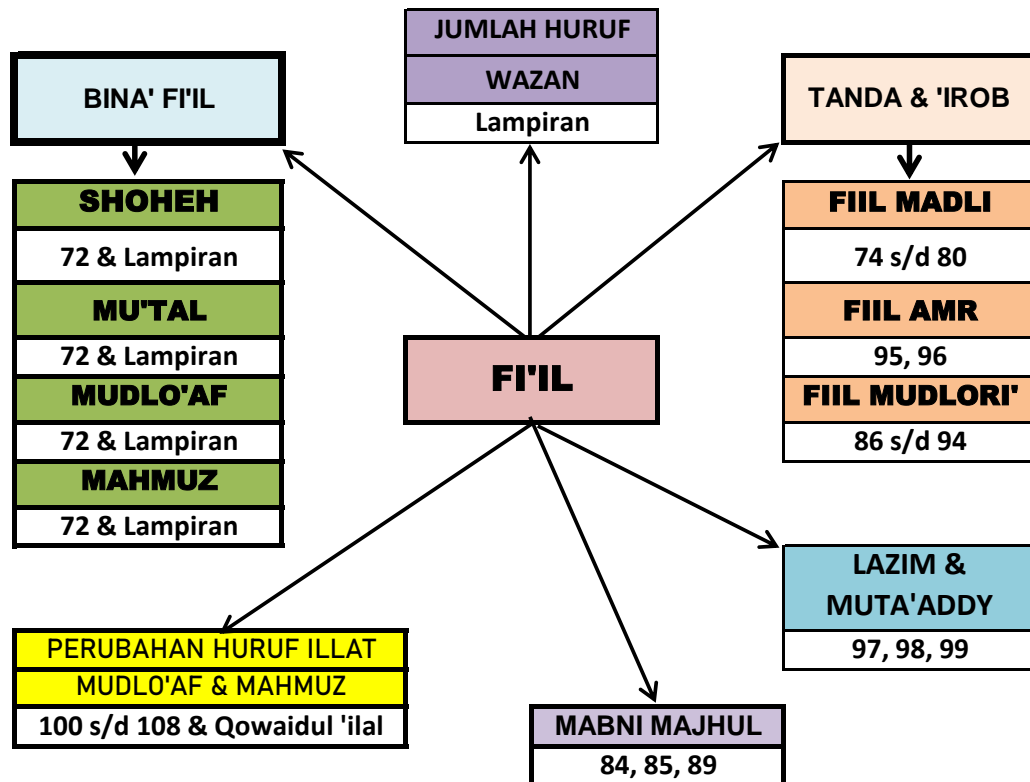 JUMLAH HURUF
WAZAN
Lampiran
BINA' FI'IL
SHOHEH
72 & Lampiran
MU'TAL
72 & Lampiran
MUDLO'AF
72 & Lampiran
MAHMUZ
72 & Lampiran
TANDA & 'IROB
FIIL MADLI
74 s/d 80
FIIL AMR
95, 96
FIIL MUDLORI'
86 s/d 94
FI'IL
LAZIM &
MUTA'ADDY
97, 98, 99
PERUBAHAN HURUF ILLAT
MUDLO'AF & MAHMUZ
100 s/d 108 & Qowaidul 'ilal
MABNI MAJHUL
84, 85, 89